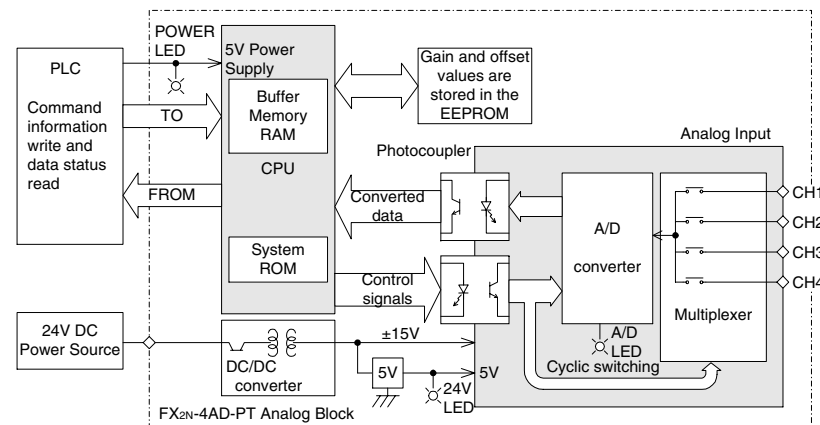 POWER
LED
PLC
Command
information
write and
data status
read
TO
FROM
5V Power
Supply
Buffer
Memory
RAM
CPU
System
ROM
Gain and offset
values are
stored in the
EEPROM
Photocoupler
Analog Input
Converted
data
Control
signals
A/D
converter
A/D
LED
Multiplexer
Cyclic switching
CH1
CH2
CH3
CH4
24V DC
Power Source
DC/DC
converter
±15V
5V
5V
24V
LED
FX2N-4AD-PT Analog Block